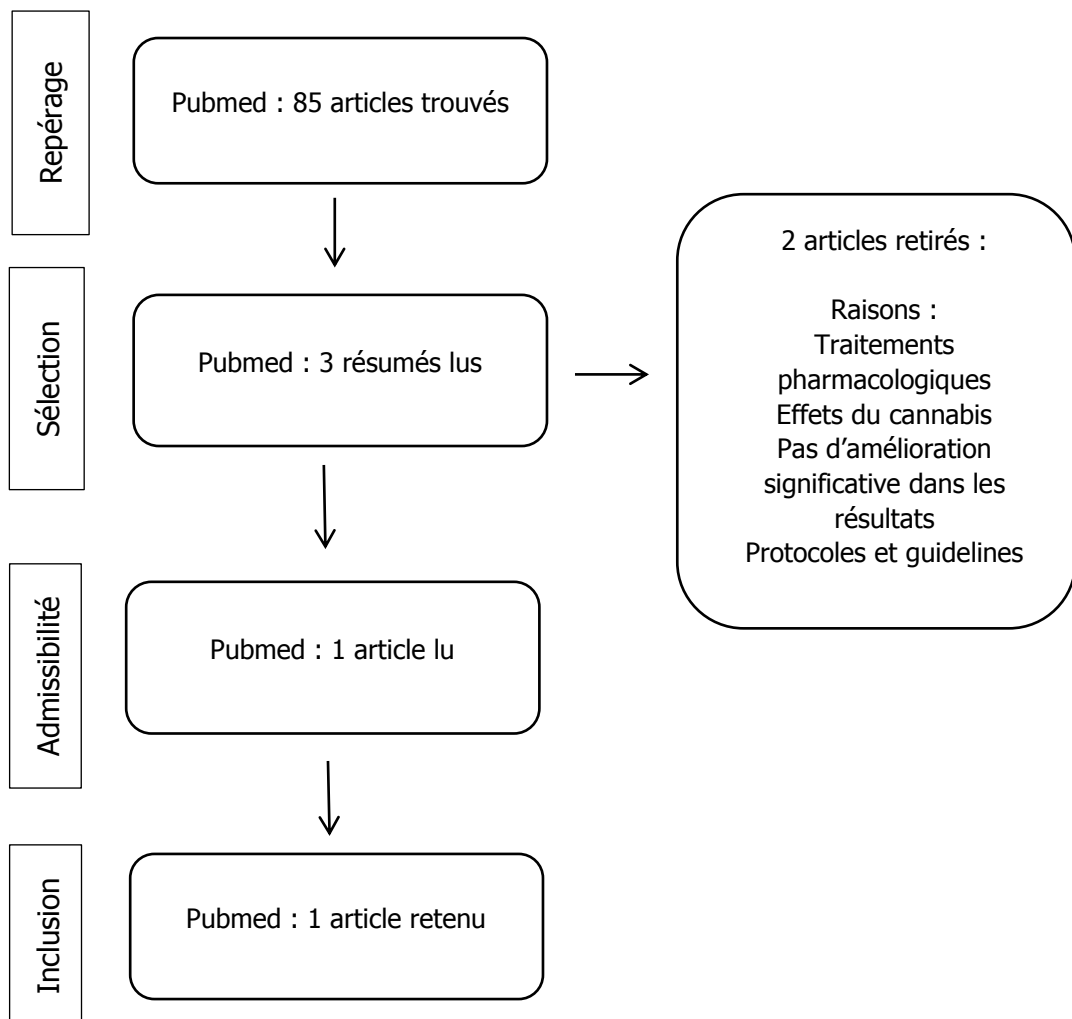 Repérage
Pubmed : 85 articles trouvés
Sélection
Pubmed : 3 résumés lus
2 articles retirés :
Raisons :
Traitements
pharmacologiques
Effets du cannabis
Pas d’amélioration
significative dans les
résultats
Protocoles et guidelines
Admissibilité
Pubmed : 1 article lu
Inclusion
Pubmed : 1 article retenu